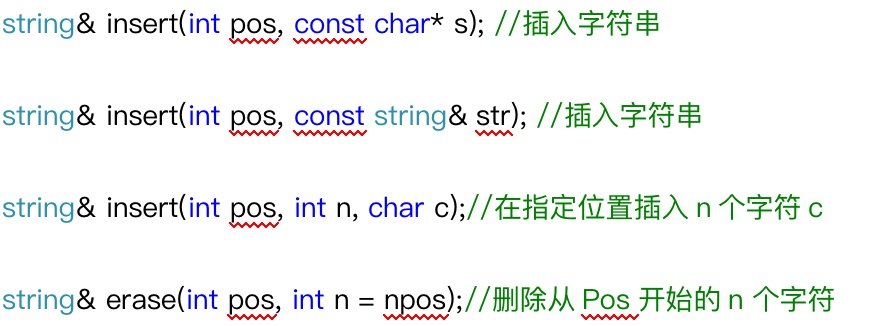 string& insert(int pos, const char* s); //插入字符串
string& insert(int pos, const string& str); //插入字符串
string& insert(int pos, int n, char c);//在指定位置插入 n 个字符 c
string& erase(int pos, int n = npos);//删除从 Pos 开始的 n 个字符